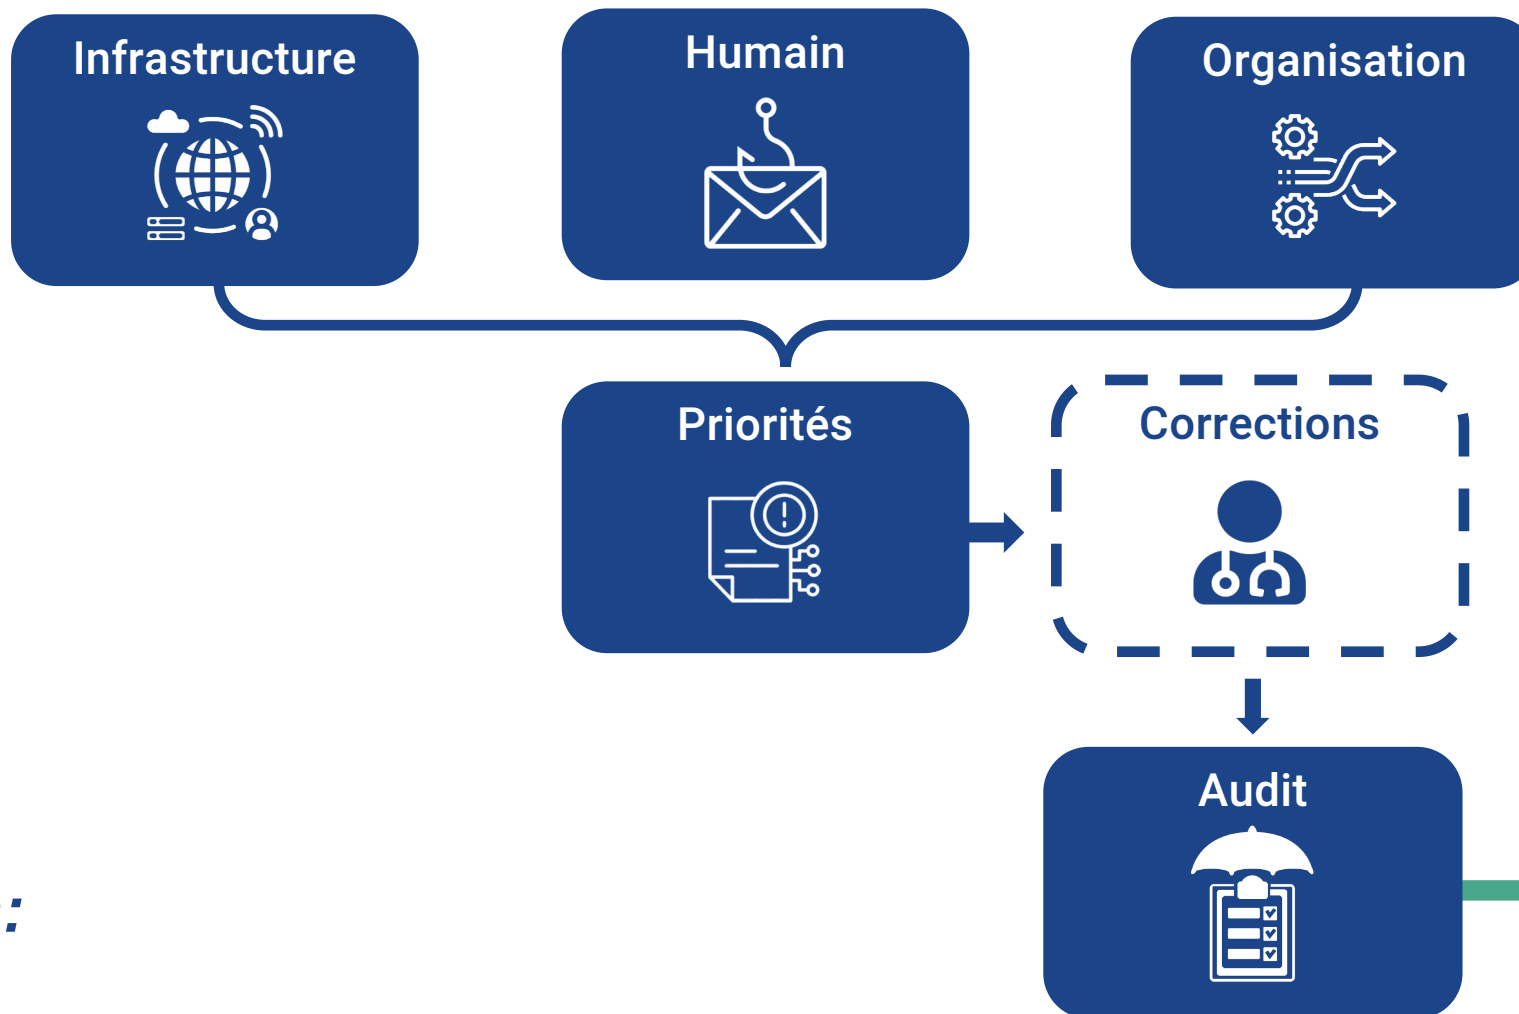 Infrastructure
Humain
Organisation
Priorités
Corrections
Audit
: